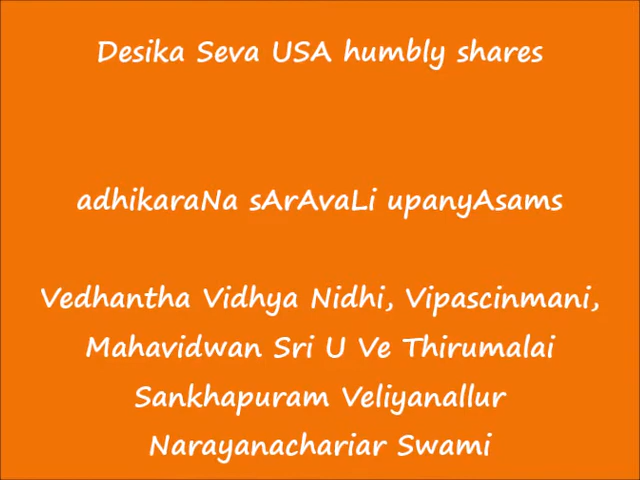 Desika Seva USA humbly shares
adhikaraNa sArAvaLi upanyAsams
Vedhantha Vidhya Nidhi, Vipascinmani,
Mahavidwan Sri U Ve Thirumalai
Sankhapuram Veliyanallur
Narayanachariar Swami